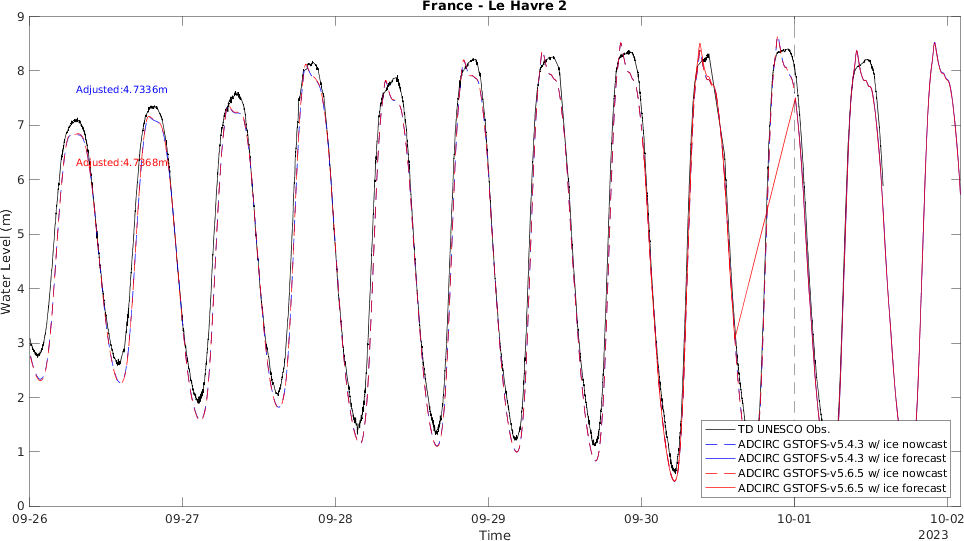 France - Le Havre 2
9
8
7
6
5
4
3
2
1
0
Water Level (m)
Adjusted:4.7336m
Adjusted:4.7368m
TD UNESCO Obs.
ADCIRC GSTOFS-v5.4.3 w/ ice nowcast
ADCIRC GSTOFS-v5.4.3 w/ ice forecast
ADCIRC GSTOFS-v5.6.5 w/ ice nowcast
ADCIRC GSTOFS-v5.6.5 w/ ice forecast
09-26 09-27 09-28 09-29 09-30 10-01 10-02
Time
2023